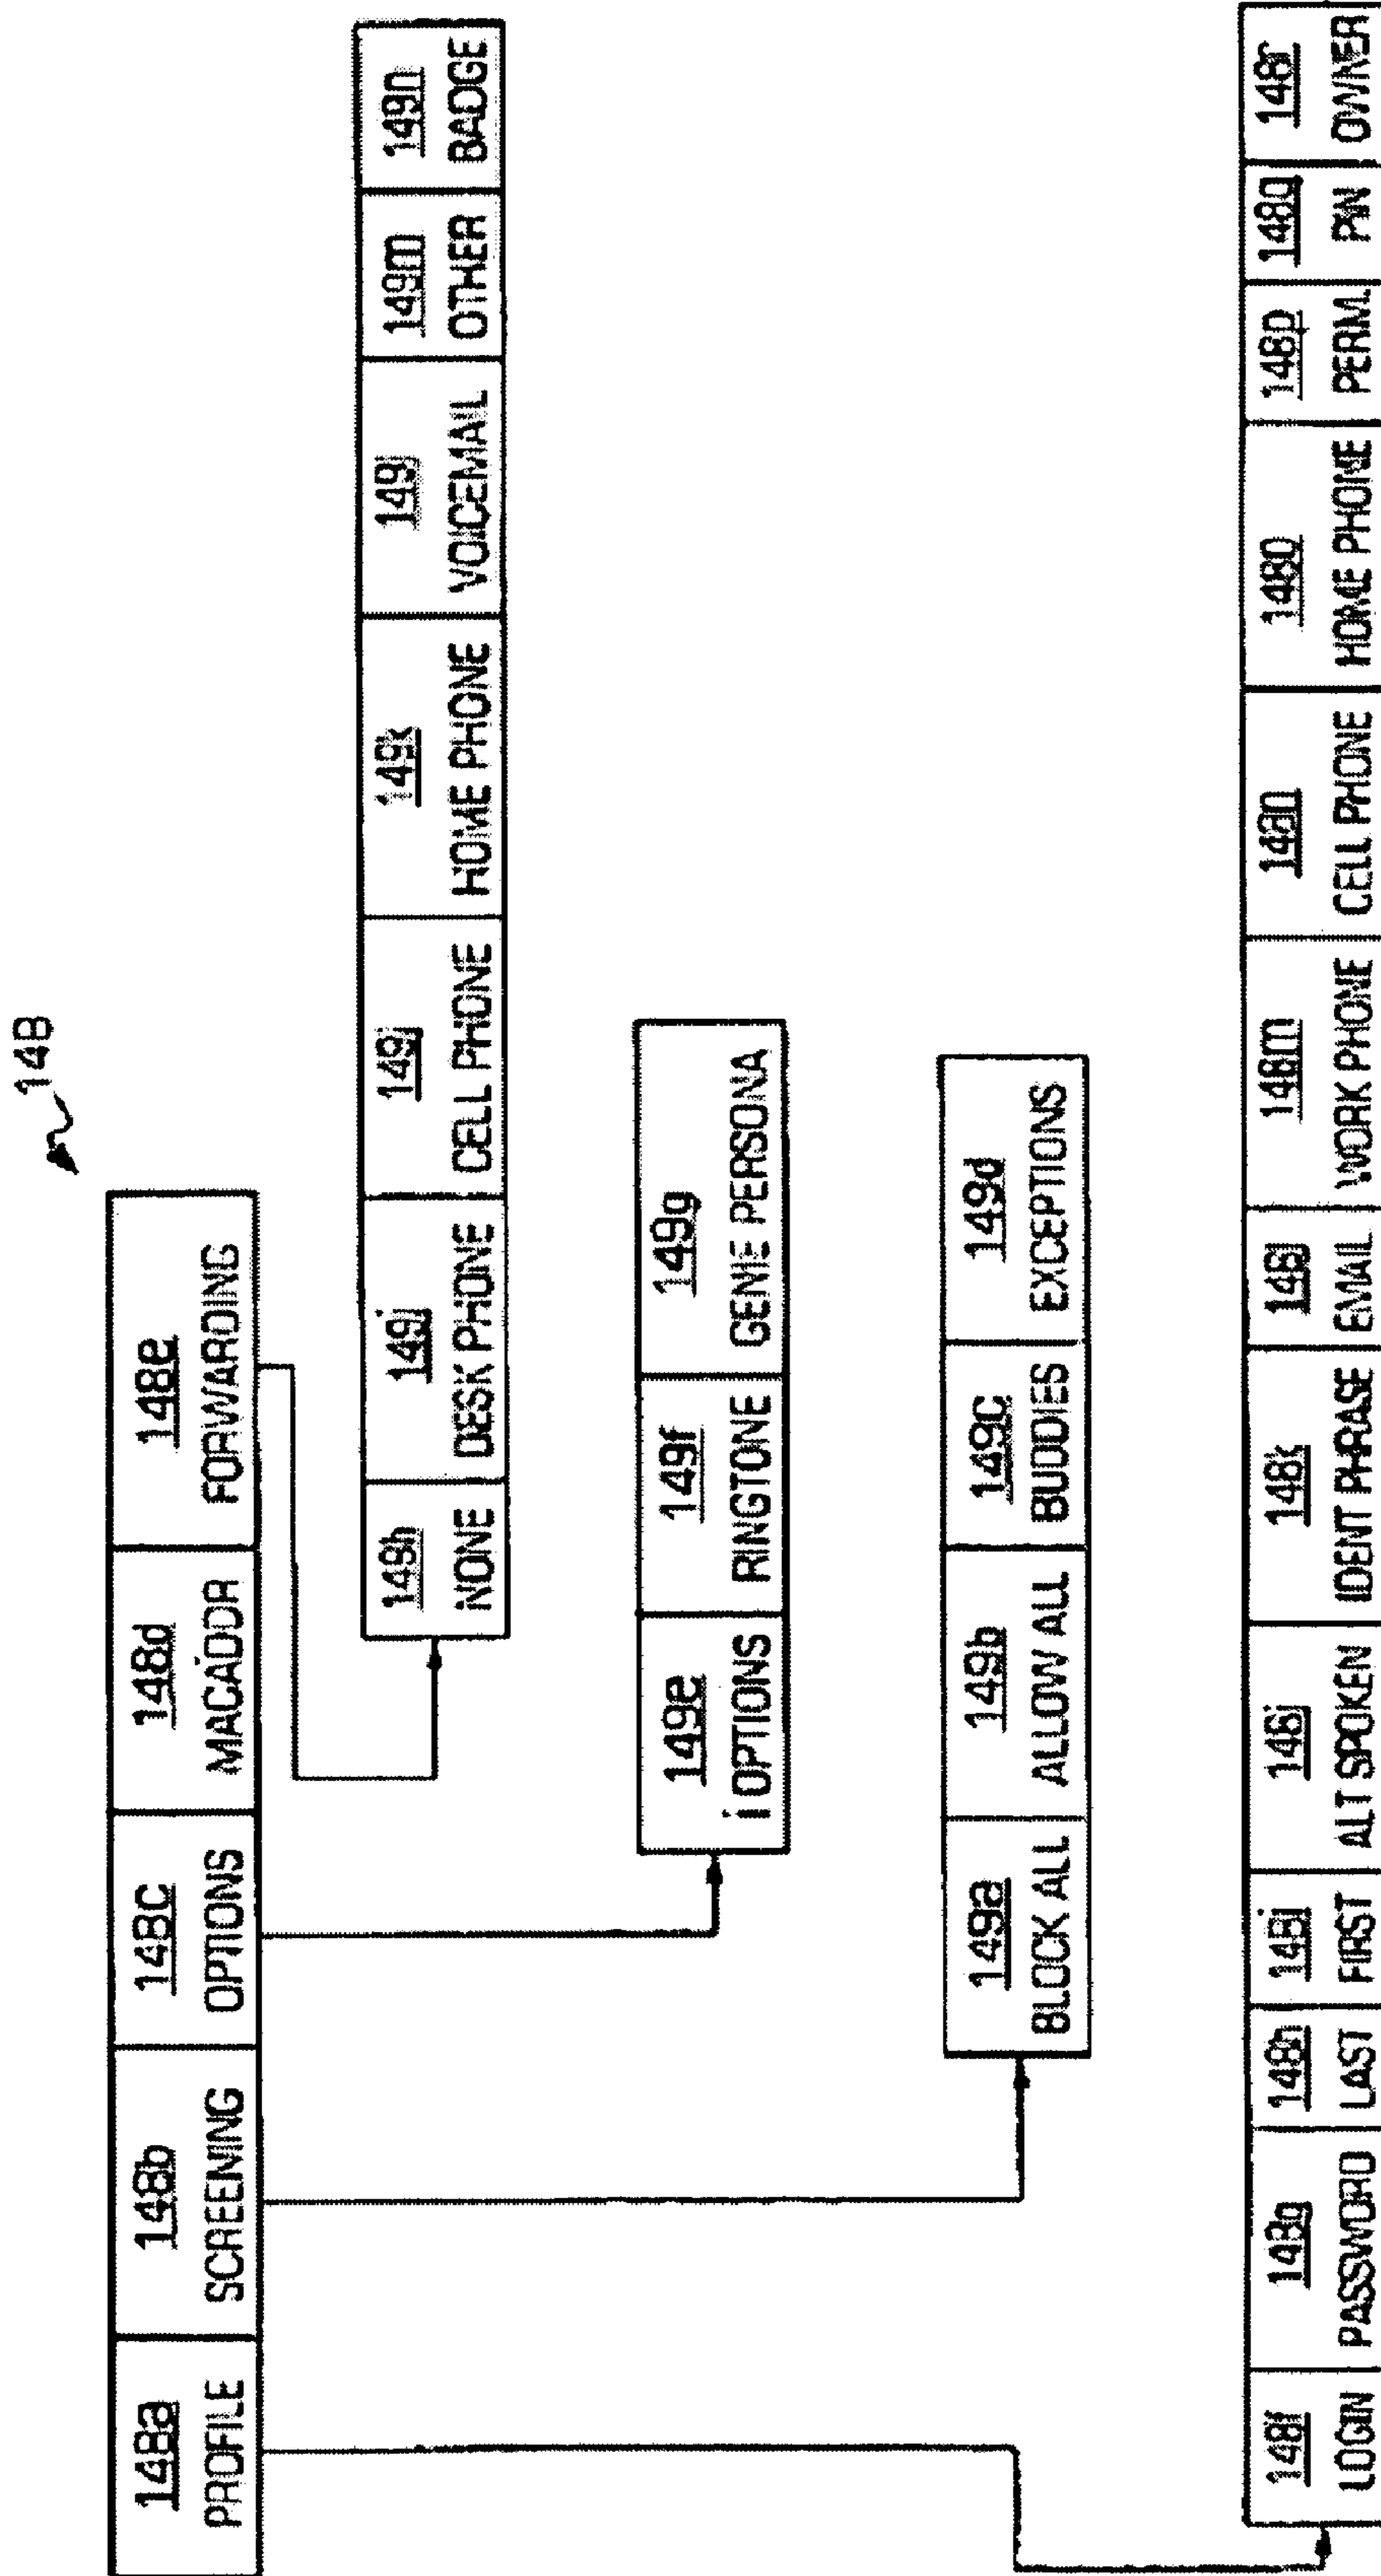 148
148a 148b 148c 148d 148e
PROFILE SCREENING OPTIONS MACADDR FORWARDING
149h 149i 149j 149k 149l 149m 149n
NONE DESK PHONE CELL PHONE HOME PHONE VOICEMAIL OTHER BADGE
149e 149f 149g
i OPTIONS RINGTONE GENIE PERSONA
149a 149b 149c 149d
BLOCK ALL ALLOW ALL BUDDIES EXCEPTIONS
148f 148g 148h 148i 148j 148k 148l 148m 148n 148o 148p 148q 148r
LOGIN PASSWORD LAST FIRST ALT SPOKEN IDENT PHRASE EMAIL WORK PHONE CELL PHONE HOME PHONE PERM. PIN OWNER